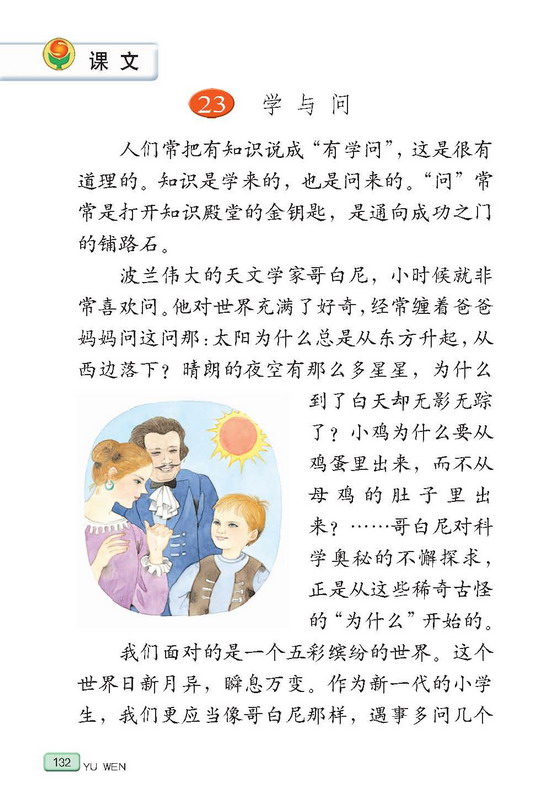 课文
23 学与问
人们常把有知识说成“有学问”，这是很有
道理的。知识是学来的，也是问来的。“问”常
常是打开知识殿堂的金钥匙，是通向成功之门
的铺路石。
波兰伟大的天文学家哥白尼，小时候就非
常喜欢问。他对世界充满了好奇，经常缠着爸爸
妈妈问这问那：太阳为什么总是从东方升起，从
西边落下？晴朗的夜空有那么多星星，为什么
到了白天却无影无踪
了？小鸡为什么要从
鸡蛋里出来，而不从
母鸡的肚子里出
来？……哥白尼对科
学奥秘的不懈探求，
正是从这些稀奇古怪
的“为什么”开始的。
我们面对的是一个五彩缤纷的世界。这个
世界日新月异，瞬息万变。作为新一代的小学
生，我们更应当像哥白尼那样，遇事多问几个
132 YU WEN